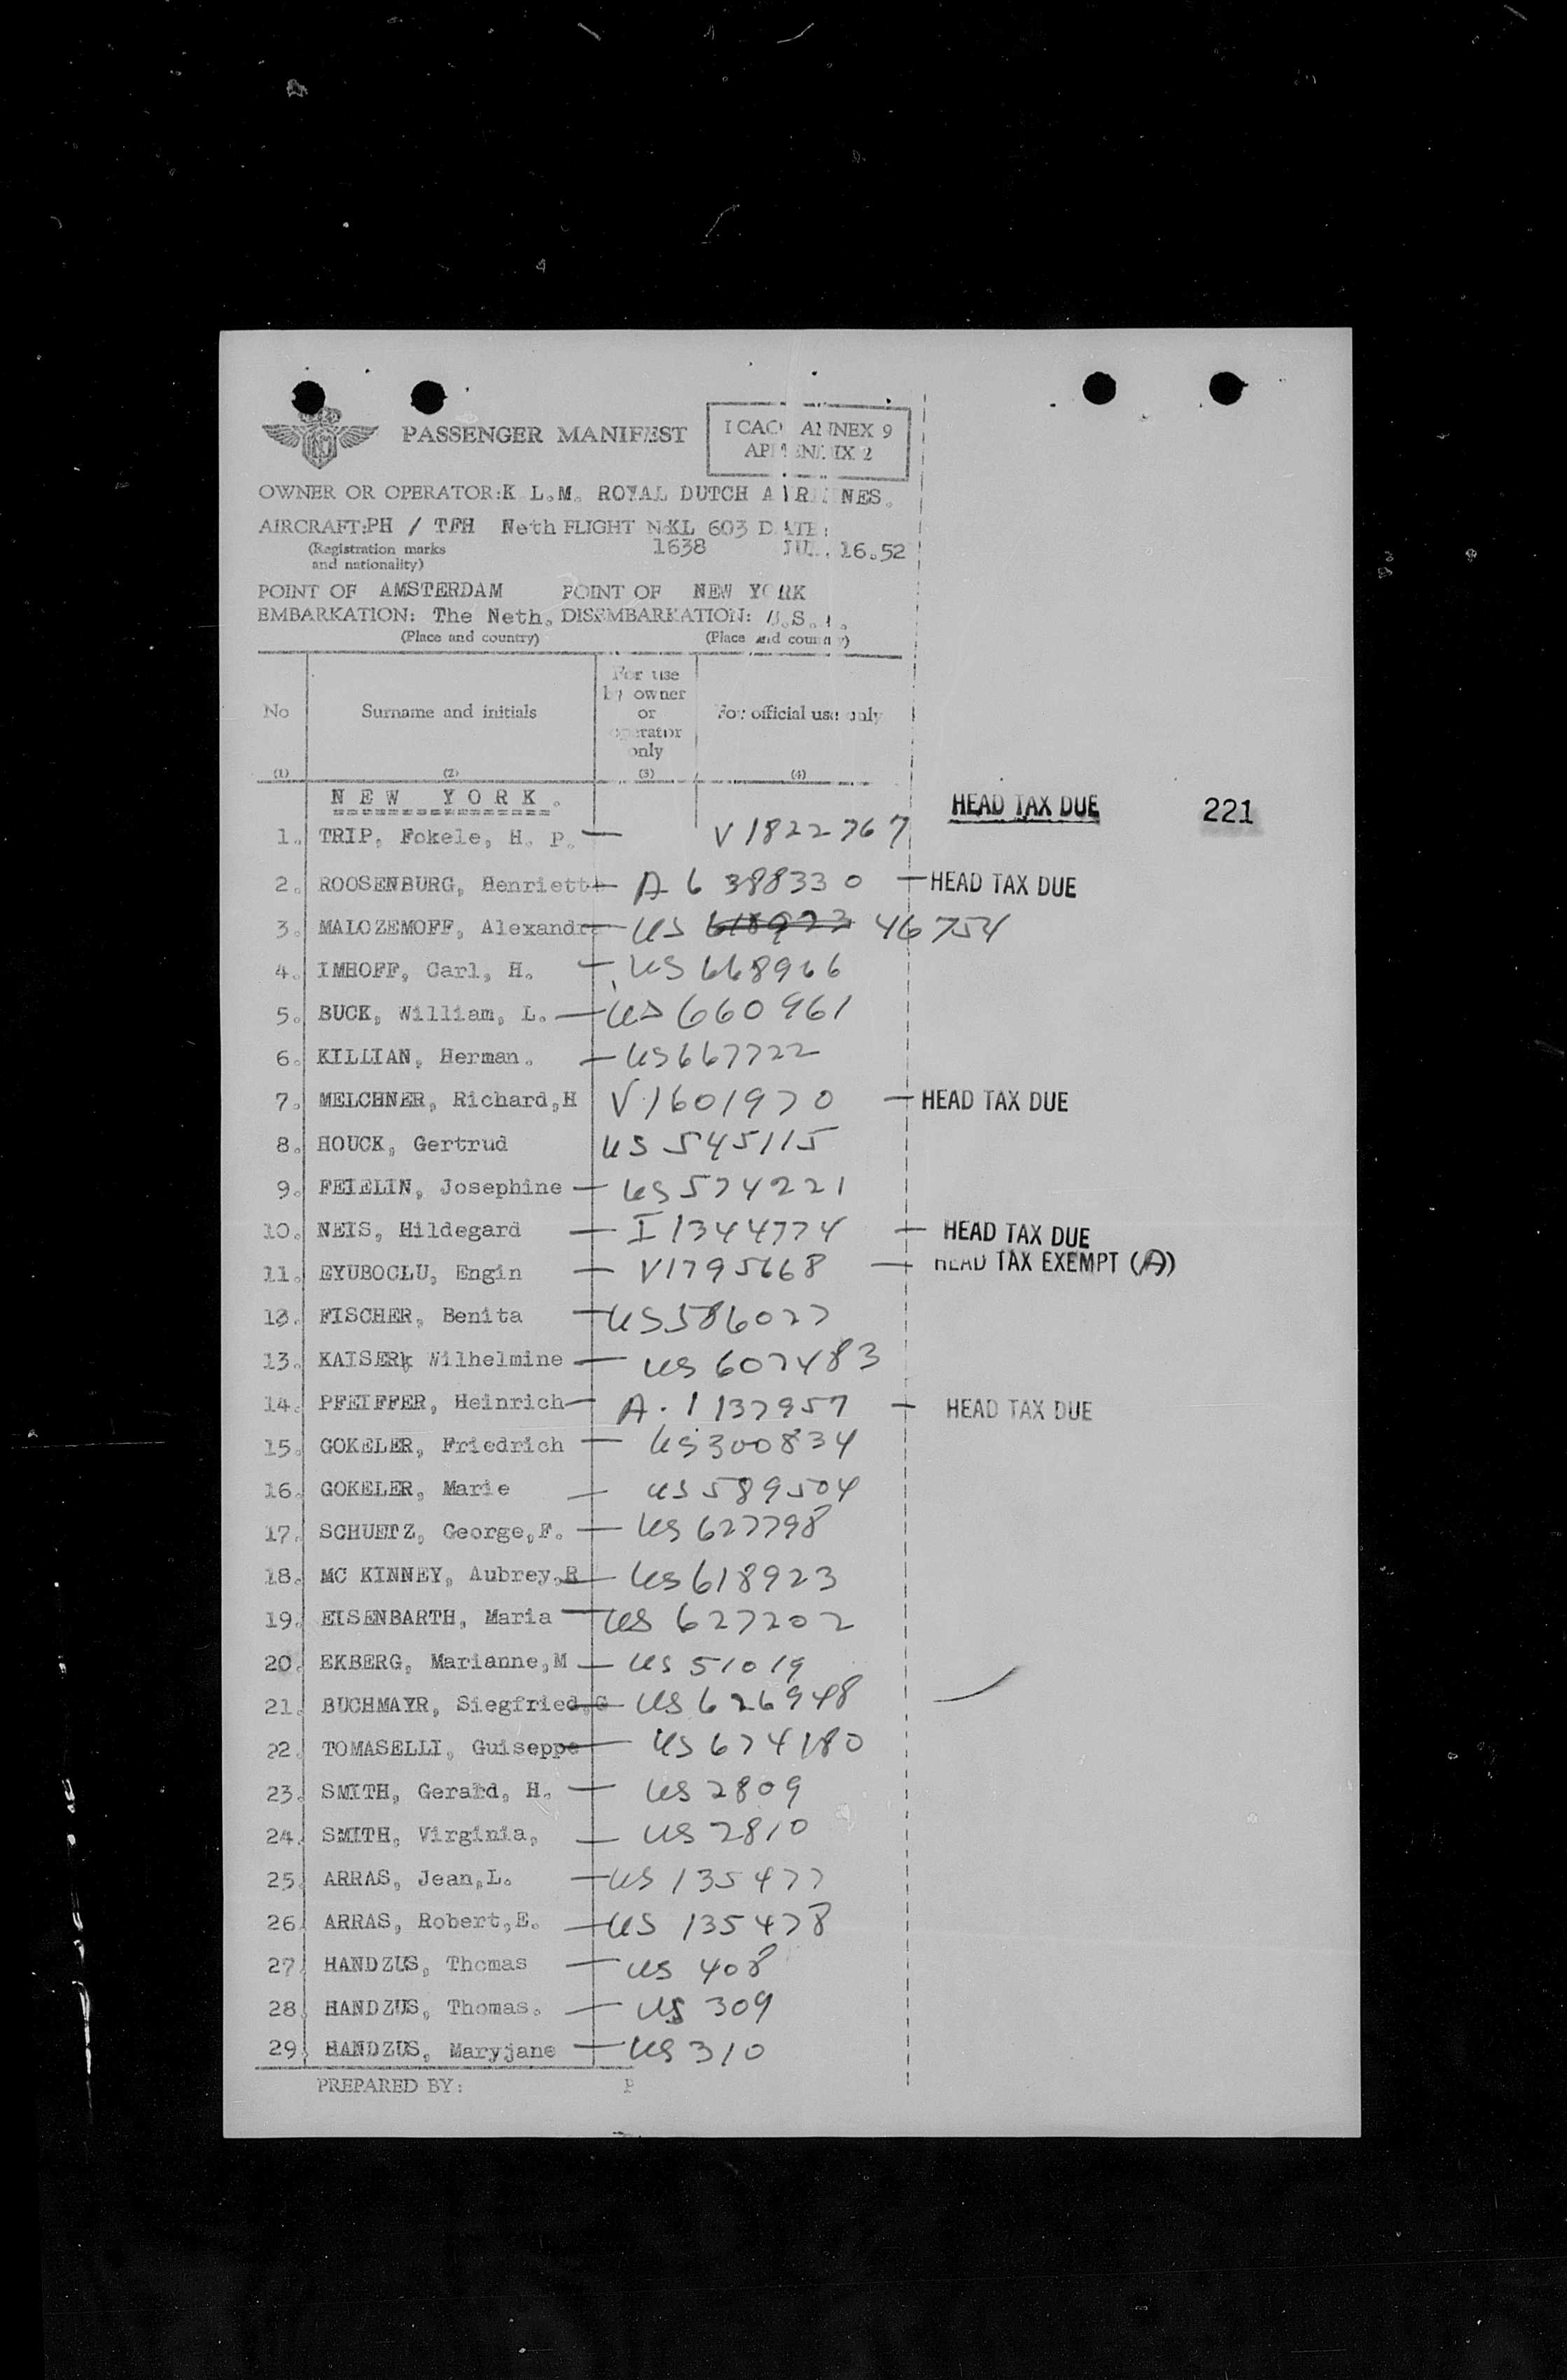 PASSENGER MANIFEST
ICAO ANNEX 9
APPENDIX 2
OWNER OR OPERATOR:K L.M. ROYAL DUTCH AIRLINES.
AIRCRAFT:PH / TFH Neth FLIGHT N:KL 603 DATE:
(Registration marks 1638 JUL. 16.52
and nationality)
POINT OF AMSTERDAM POINT OF NEW YORK
EMBARKATION: The Neth. DISEMBARKATION: U.S.A.
(Place and country) (Place and country)
No Surname and initials For use by owner or operator only For official use only
(1) (2) (3) (4)
NEW YORK. HEAD TAX DUE 221
1. TRIP, Fokele, H. P. — V 1822767
2. ROOSENBURG, Henriett — A 6 388330 — HEAD TAX DUE
3. MALOZEMOFF, Alexandr — US 618923 46754
4. IMHOFF, Carl, H. — US 668966
5. BUCK, William, L. — US 660961
6. KILLIAN, Herman. — US 667722
7. MELCHNER, Richard,H V 1601970 — HEAD TAX DUE
8. HOUCK, Gertrud US 545115
9. FEIELIN, Josephine — US 574221
10. NEIS, Hildegard — I 1344774 — HEAD TAX DUE
11. EYUBOCLU, Engin — V1795668 — HEAD TAX EXEMPT (A)
12. FISCHER, Benita — US 586027
13. KAISER, Wilhelmine — US 607483
14. PFEIFFER, Heinrich — A. 1 137957 — HEAD TAX DUE
15. GOKELER, Friedrich — US 300834
16. GOKELER, Marie — US 589504
17. SCHUETZ, George,F. — US 627798
18. MC KINNEY, Aubrey,R — US 618923
19. EISENBARTH, Maria — US 627202
20. EKBERG, Marianne,M — US 51019
21. BUCHMAYR, Siegfried,G — US 626948
22. TOMASELLI, Guiseppe — US 674180
23. SMITH, Gerard, H. — US 2809
24. SMITH, Virginia, — US 2810
25. ARRAS, Jean,L. — US 135477
26. ARRAS, Robert,E. — US 135478
27. HANDZUS, Thomas — US 408
28. HANDZUS, Thomas. — US 309
29. HANDZUS, Maryjane — US 310
PREPARED BY: P